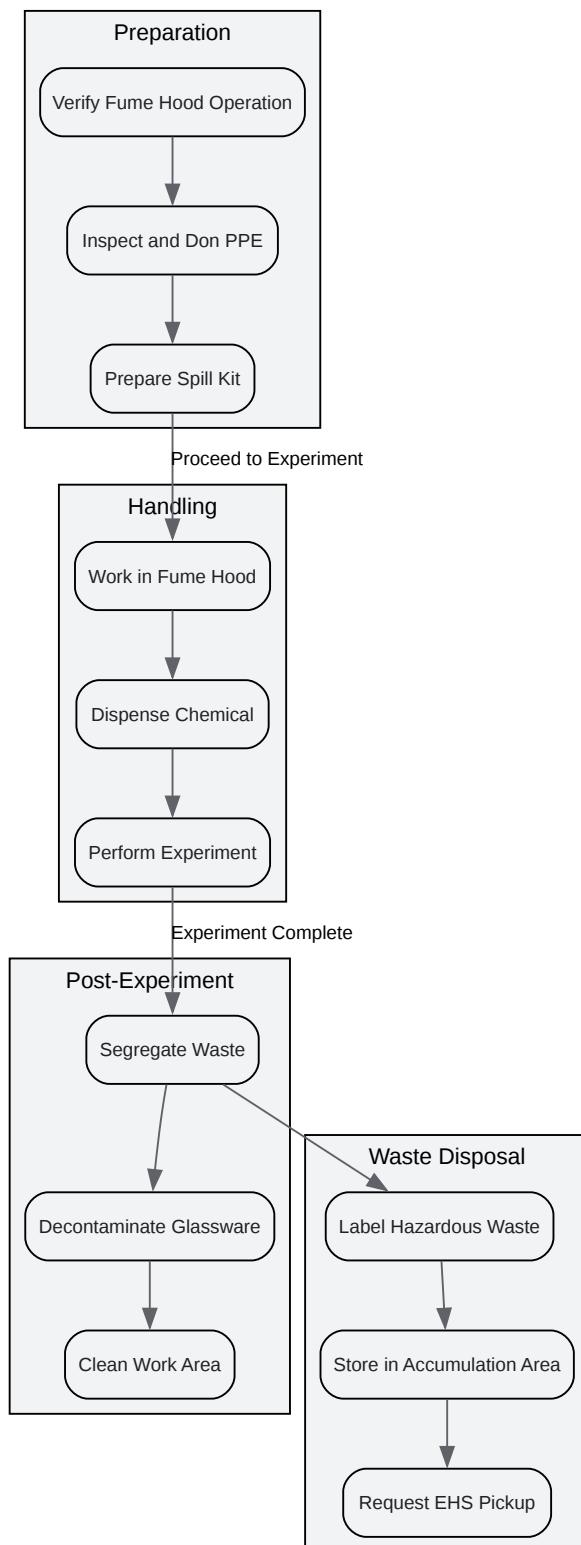 Preparation
Verify Fume Hood Operation
Inspect and Don PPE
Prepare Spill Kit
Proceed to Experiment
Handling
Work in Fume Hood
Dispense Chemical
Perform Experiment
Experiment Complete
Post-Experiment
Segregate Waste
Decontaminate Glassware
Clean Work Area
Waste Disposal
Label Hazardous Waste
Store in Accumulation Area
Request EHS Pickup